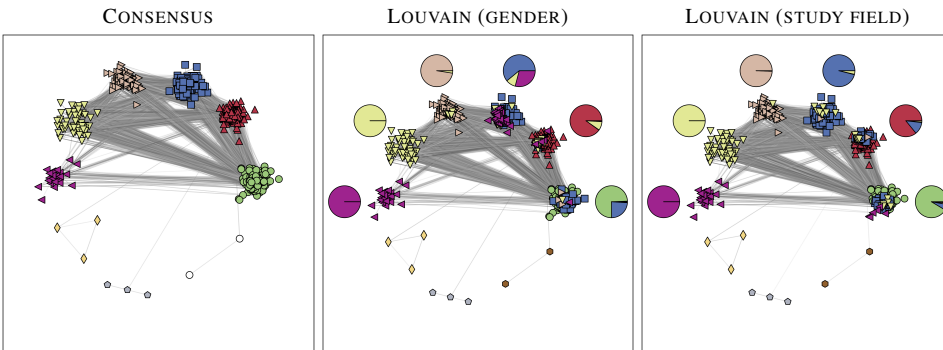 CONSENSUS
LOUVAIN (GENDER)
LOUVAIN (STUDY FIELD)